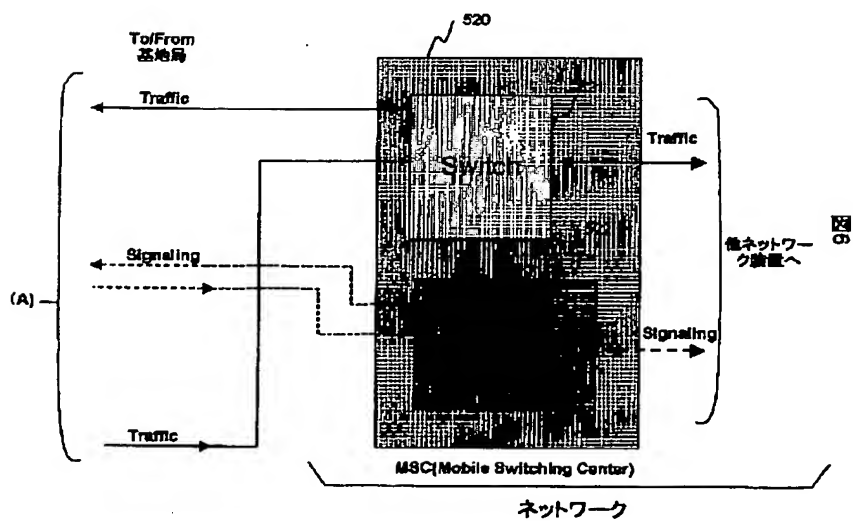 520
To/From
基地局
Traffic
Traffic
Switch
Signaling
(A)
他ネットワー
ク装置へ
Signaling
Traffic
MSC(Mobile Switching Center)
ネットワーク
図6